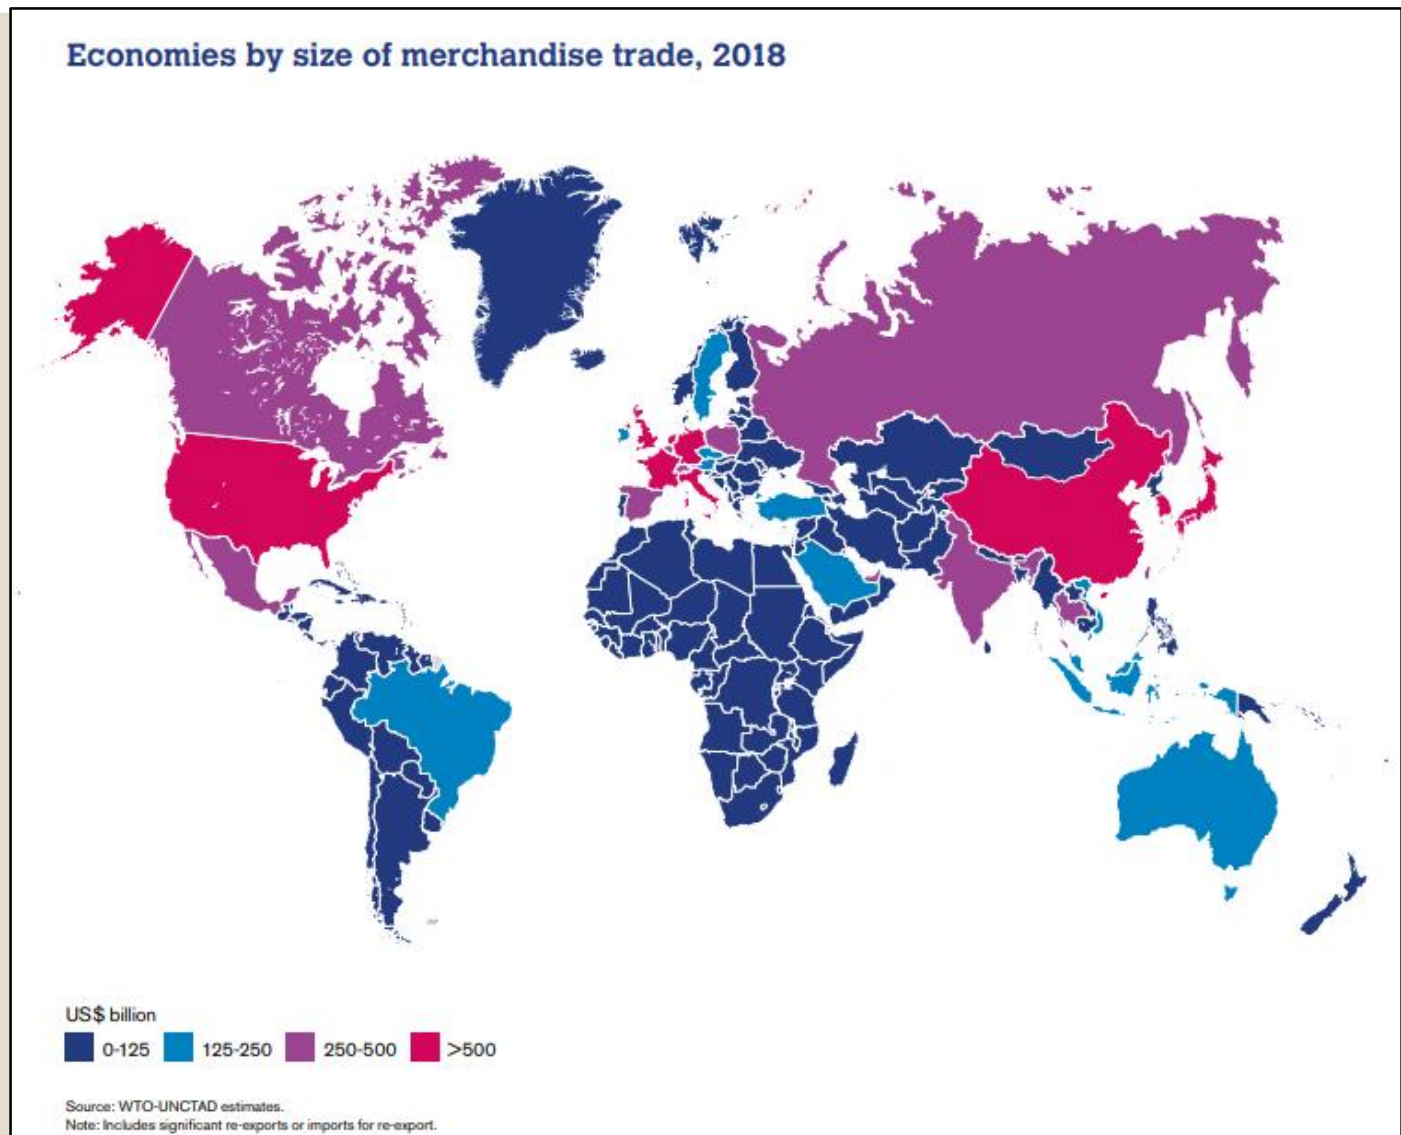 Economies by size of merchandise trade, 2018
US$ billion
0-125 125-250 250-500 >500
Source: WTO-UNCTAD estimates.
Note: Includes significant re-exports or imports for re-export.